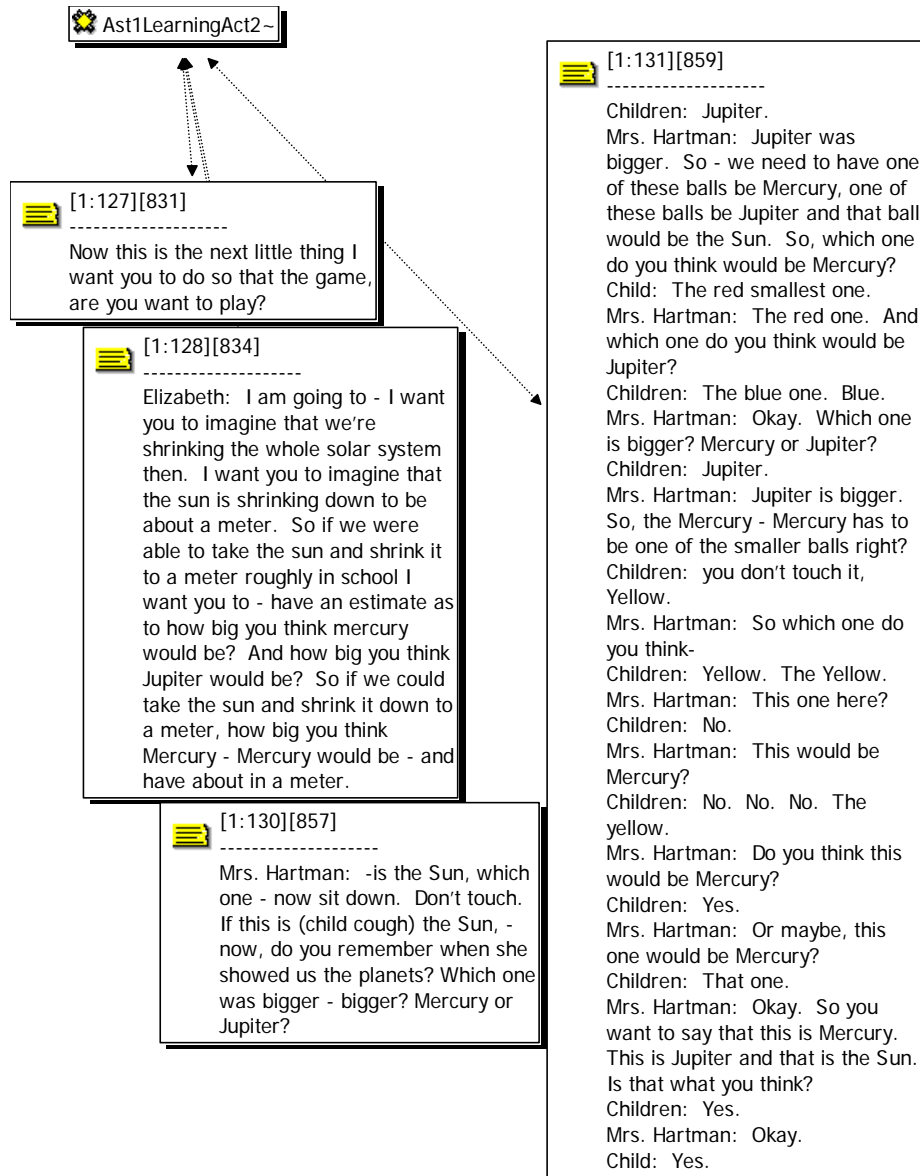 Ast1LearningAct2~
[1:127][831]
--------------------
Now this is the next little thing I
want you to do so that the game,
are you want to play?
[1:128][834]
--------------------
Elizabeth:  I am going to - I want
you to imagine that we're
shrinking the whole solar system
then.  I want you to imagine that
the sun is shrinking down to be
about a meter.  So if we were
able to take the sun and shrink it
to a meter roughly in school I
want you to - have an estimate as
to how big you think mercury
would be?  And how big you think
Jupiter would be?  So if we could
take the sun and shrink it down to
a meter, how big you think
Mercury - Mercury would be - and
have about in a meter.
[1:130][857]
--------------------
Mrs. Hartman:  -is the Sun, which
one - now sit down.  Don't touch.
If this is (child cough) the Sun, -
now, do you remember when she
showed us the planets? Which one
was bigger - bigger? Mercury or
Jupiter?
[1:131][859]
--------------------
Children:  Jupiter.
Mrs. Hartman:  Jupiter was
bigger.  So - we need to have one
of these balls be Mercury, one of
these balls be Jupiter and that ball
would be the Sun.  So, which one
do you think would be Mercury?
Child:  The red smallest one.
Mrs. Hartman:  The red one.  And
which one do you think would be
Jupiter?
Children:  The blue one.  Blue.
Mrs. Hartman:  Okay.  Which one
is bigger? Mercury or Jupiter?
Children:  Jupiter.
Mrs. Hartman:  Jupiter is bigger.
So, the Mercury - Mercury has to
be one of the smaller balls right?
Children:  you don't touch it,
Yellow.
Mrs. Hartman:  So which one do
you think-
Children:  Yellow.  The Yellow.
Mrs. Hartman:  This one here?
Children:  No.
Mrs. Hartman:  This would be
Mercury?
Children:  No.  No.  No.  The
yellow.
Mrs. Hartman:  Do you think this
would be Mercury?
Children:  Yes.
Mrs. Hartman:  Or maybe, this
one would be Mercury?
Children:  That one.
Mrs. Hartman:  Okay.  So you
want to say that this is Mercury.
This is Jupiter and that is the Sun.
Is that what you think?
Children:  Yes.
Mrs. Hartman:  Okay.
Child:  Yes.